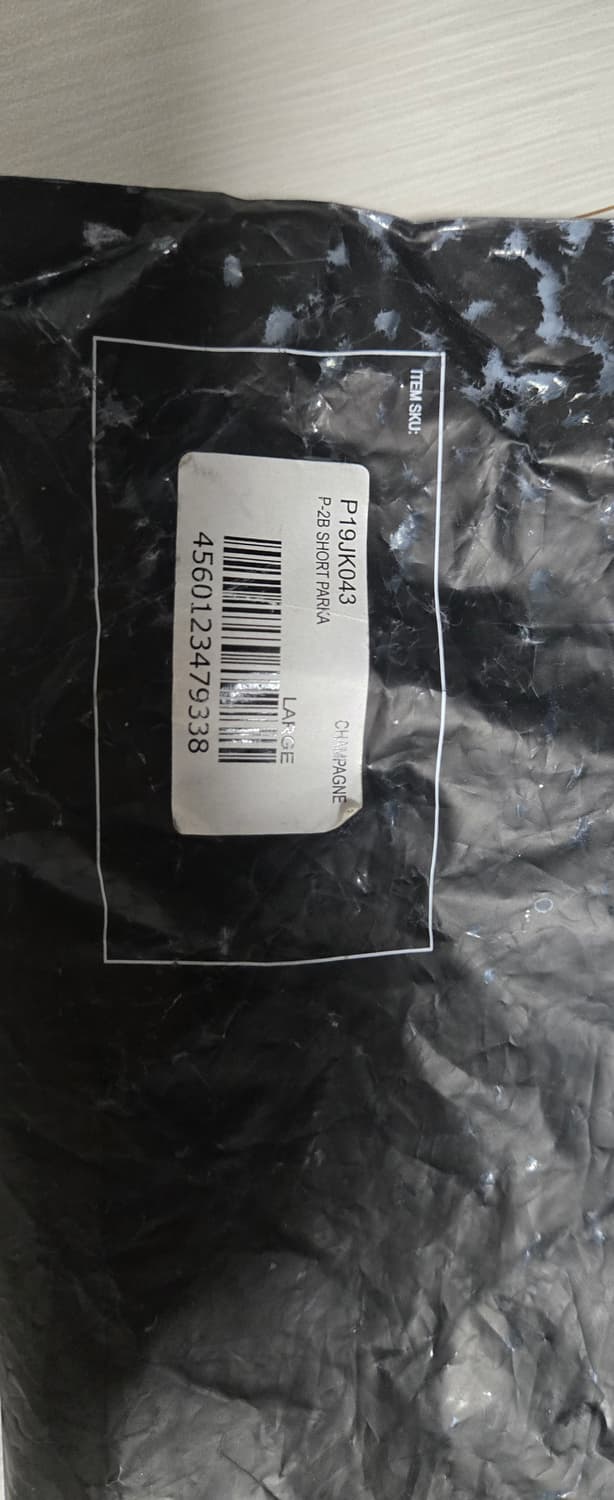 ITEM SKU:
P19JK043 CHAMPAGNE
P-2B SHORT PARKA
LARGE
4560123479338